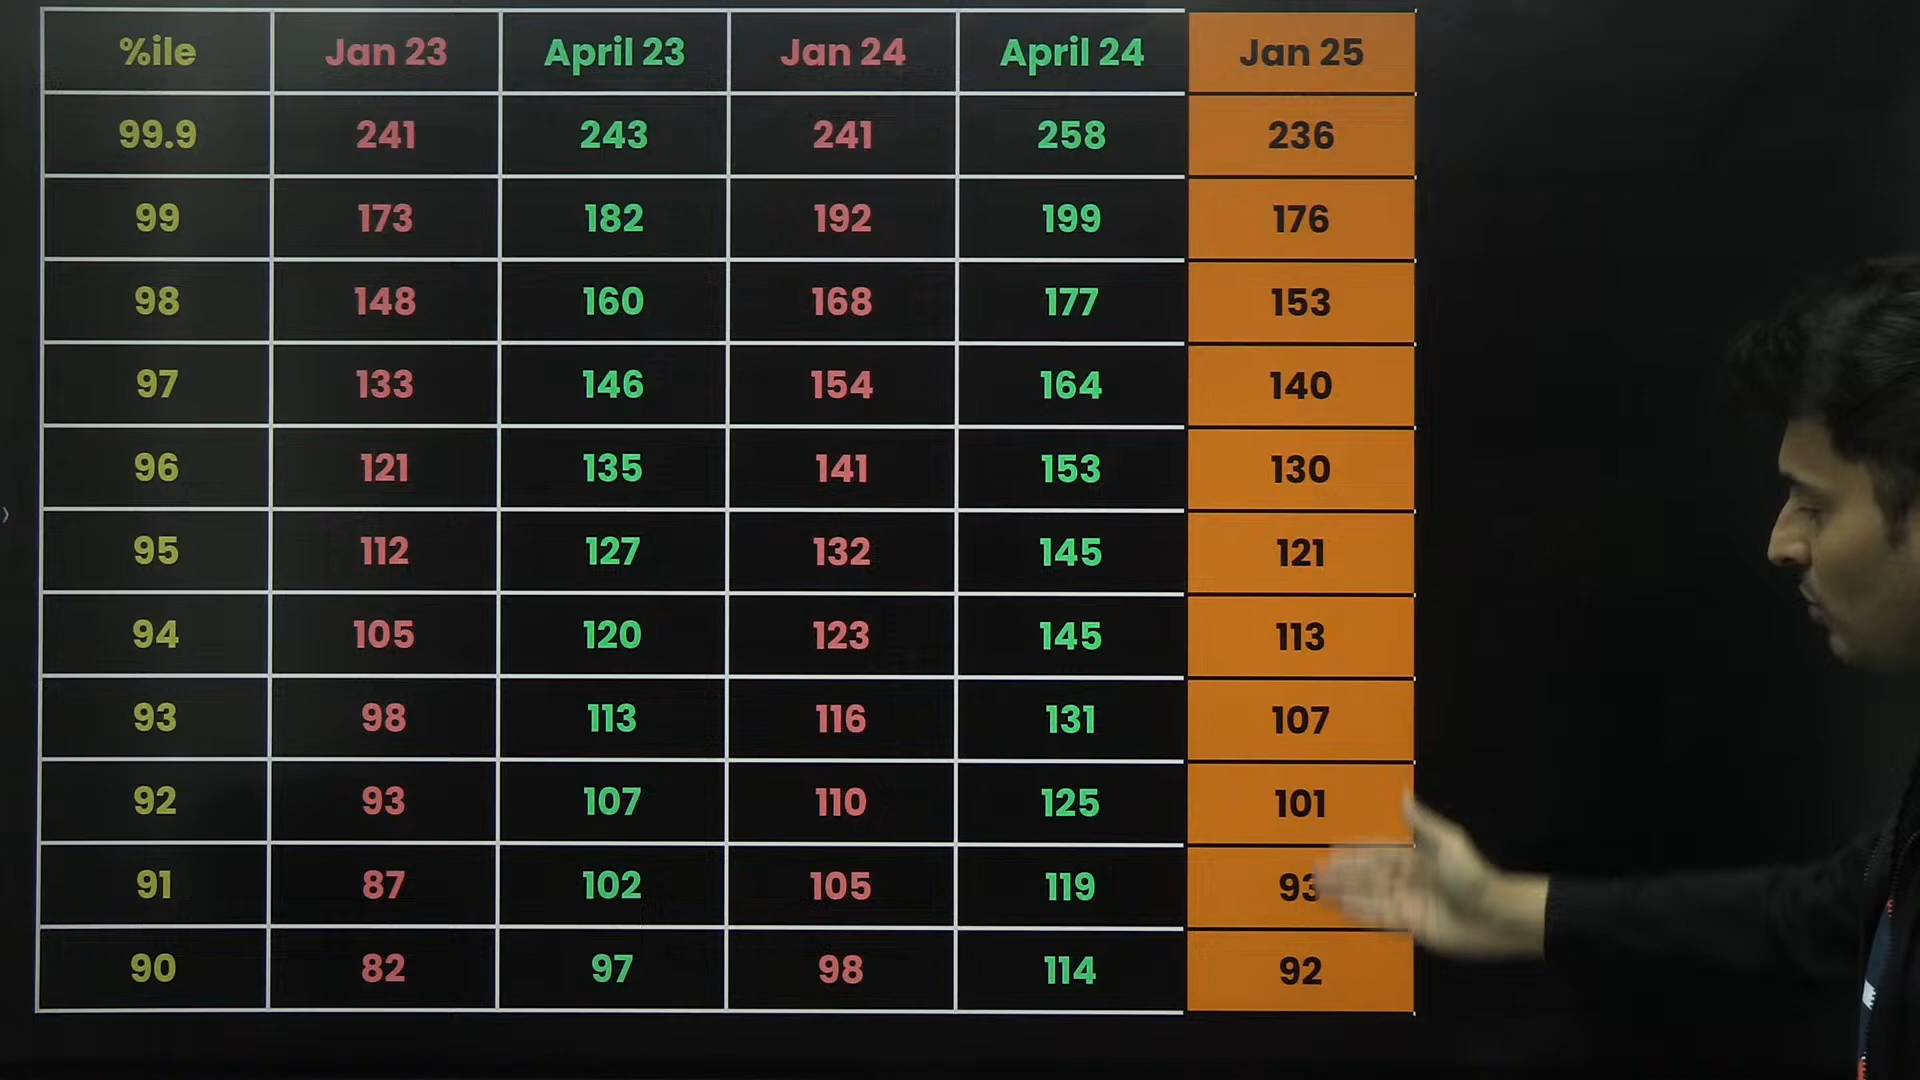 %ile Jan 23 April 23 Jan 24 April 24 Jan 25
99.9 241 243 241 258 236
99 173 182 192 199 176
98 148 160 168 177 153
97 133 146 154 164 140
96 121 135 141 153 130
95 112 127 132 145 121
94 105 120 123 145 113
93 98 113 116 131 107
92 93 107 110 125 101
91 87 102 105 119 93
90 82 97 98 114 92